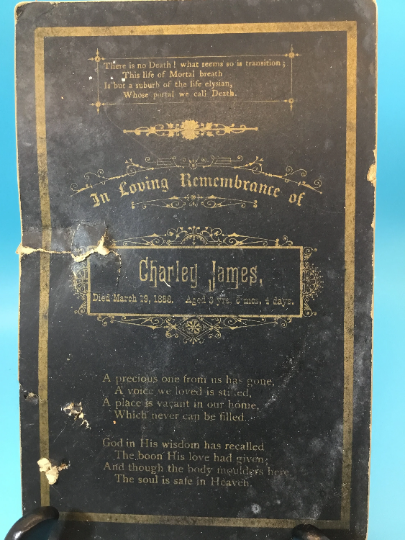 There is no Death! what seems so is transition;
This life of Mortal breath
Is but a suburb of the life elysian,
Whose portal we call Death.
In Loving Remembrance of
Charley James,
Died March 19, 1888. Aged 3 yrs, 5 mos, 4 days.
A precious one from us has gone,
A voice we loved is stilled,
A place is vacant in our home,
Which never can be filled.
God in His wisdom has recalled
The boon His love had given;
And though the body moulders here
The soul is safe in Heaven.